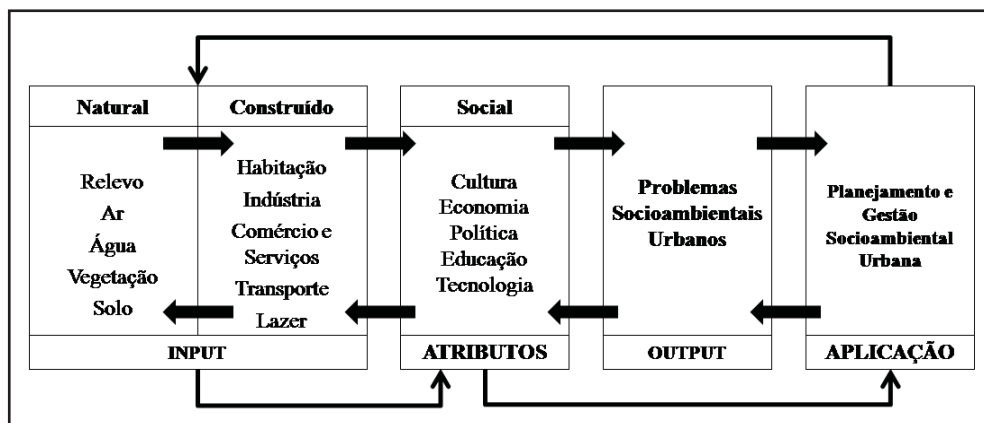 Natural
Relevo
Ar
Água
Vegetação
Solo
Construído
Habitação
Indústria
Comércio e
Serviços
Transporte
Lazer
INPUT
Social
Cultura
Economia
Política
Educação
Tecnologia
ATRIBUTOS
Problemas
Socioambientais
Urbanos
OUTPUT
Planejamento e
Gestão
Socioambiental
Urbana
APLICAÇÃO